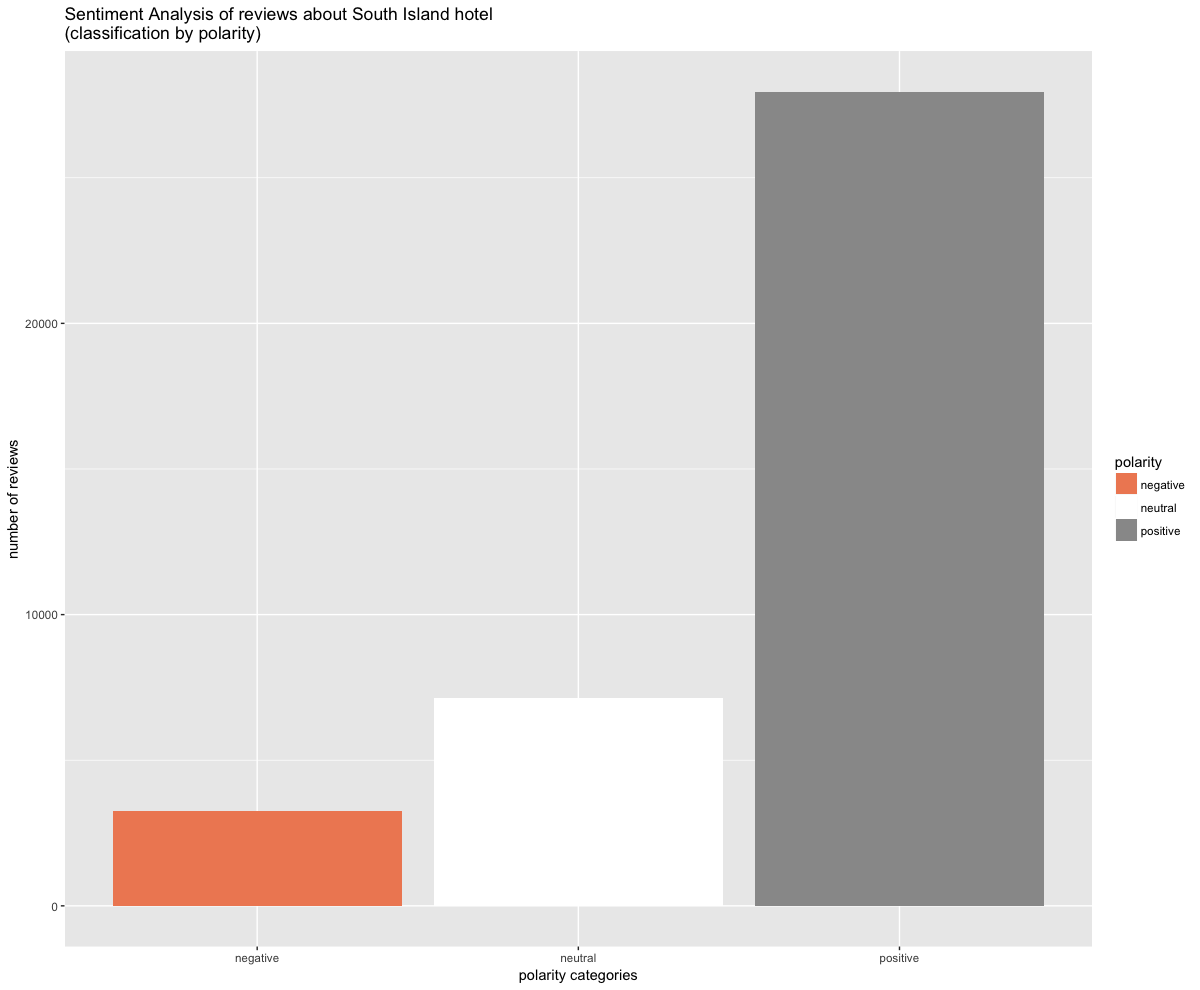 Sentiment Analysis of reviews about South Island hotel
(classification by polarity)
number of reviews
20000
10000
0
negative
neutral
positive
polarity categories
polarity
negative
neutral
positive